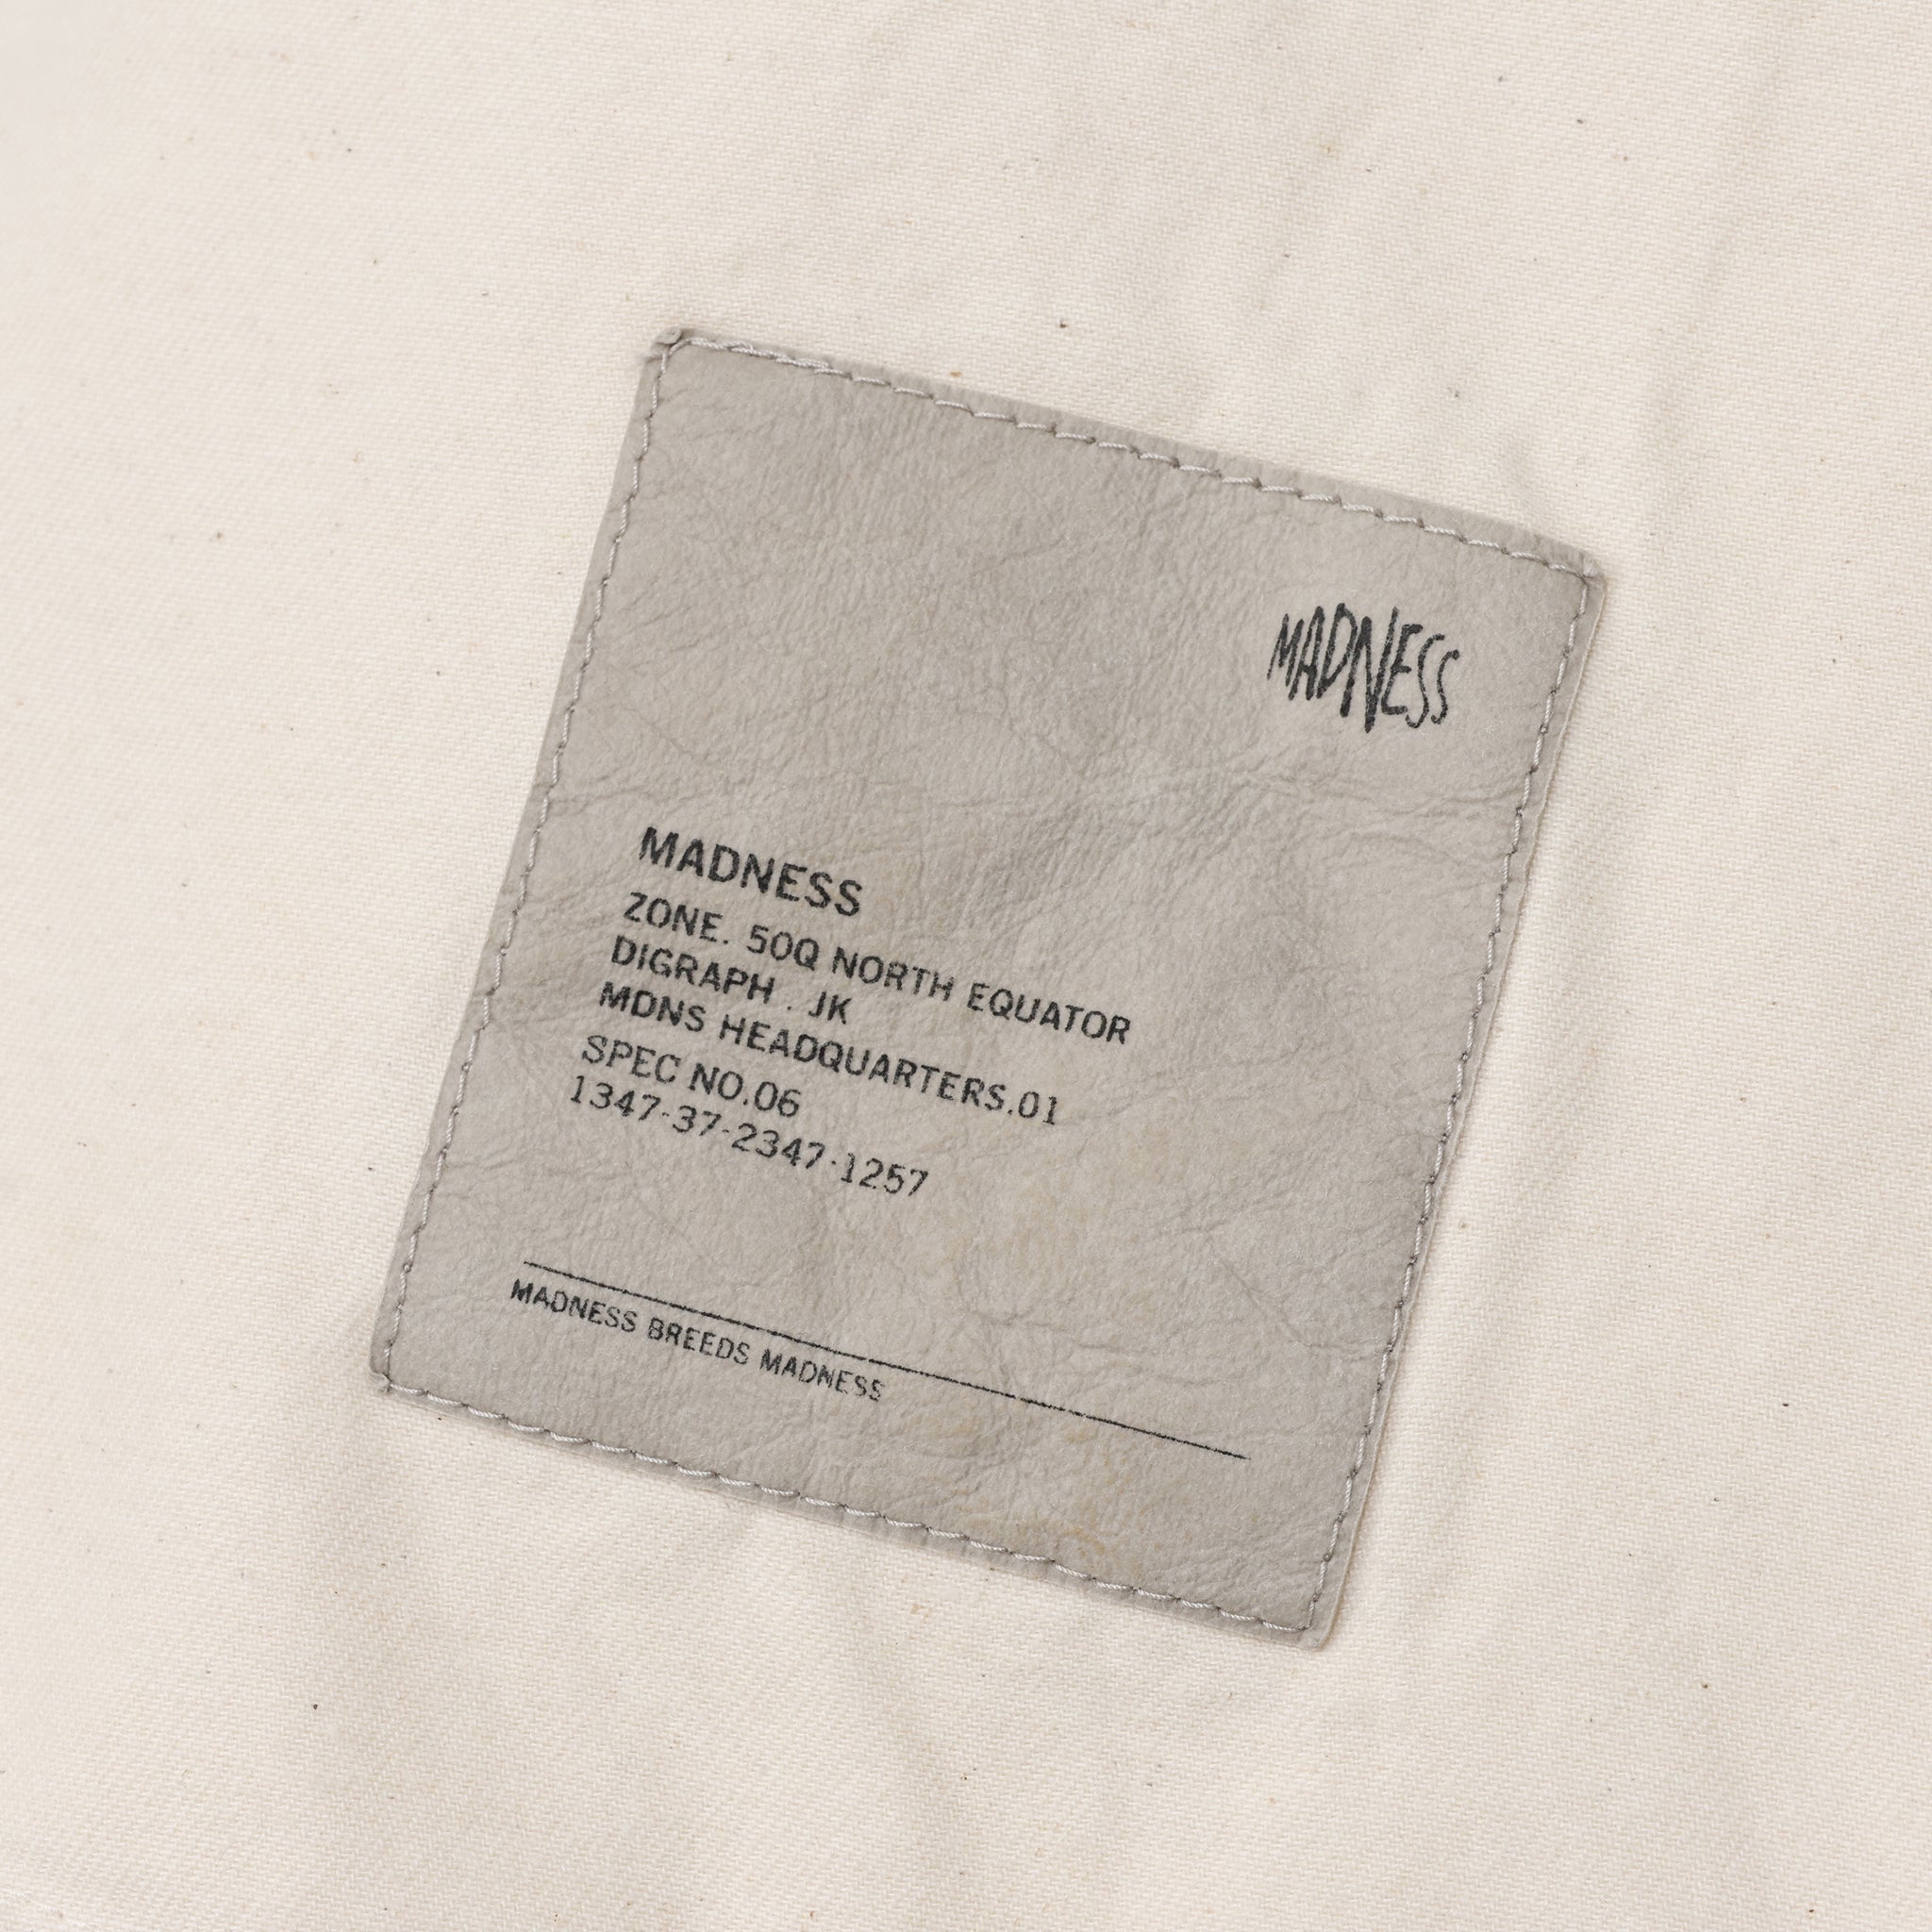 MADNESS
MADNESS
ZONE. 50Q NORTH EQUATOR
DIGRAPH . JK
MDNS HEADQUARTERS.01
SPEC NO.06
1347-37-2347-1257
MADNESS BREEDS MADNESS